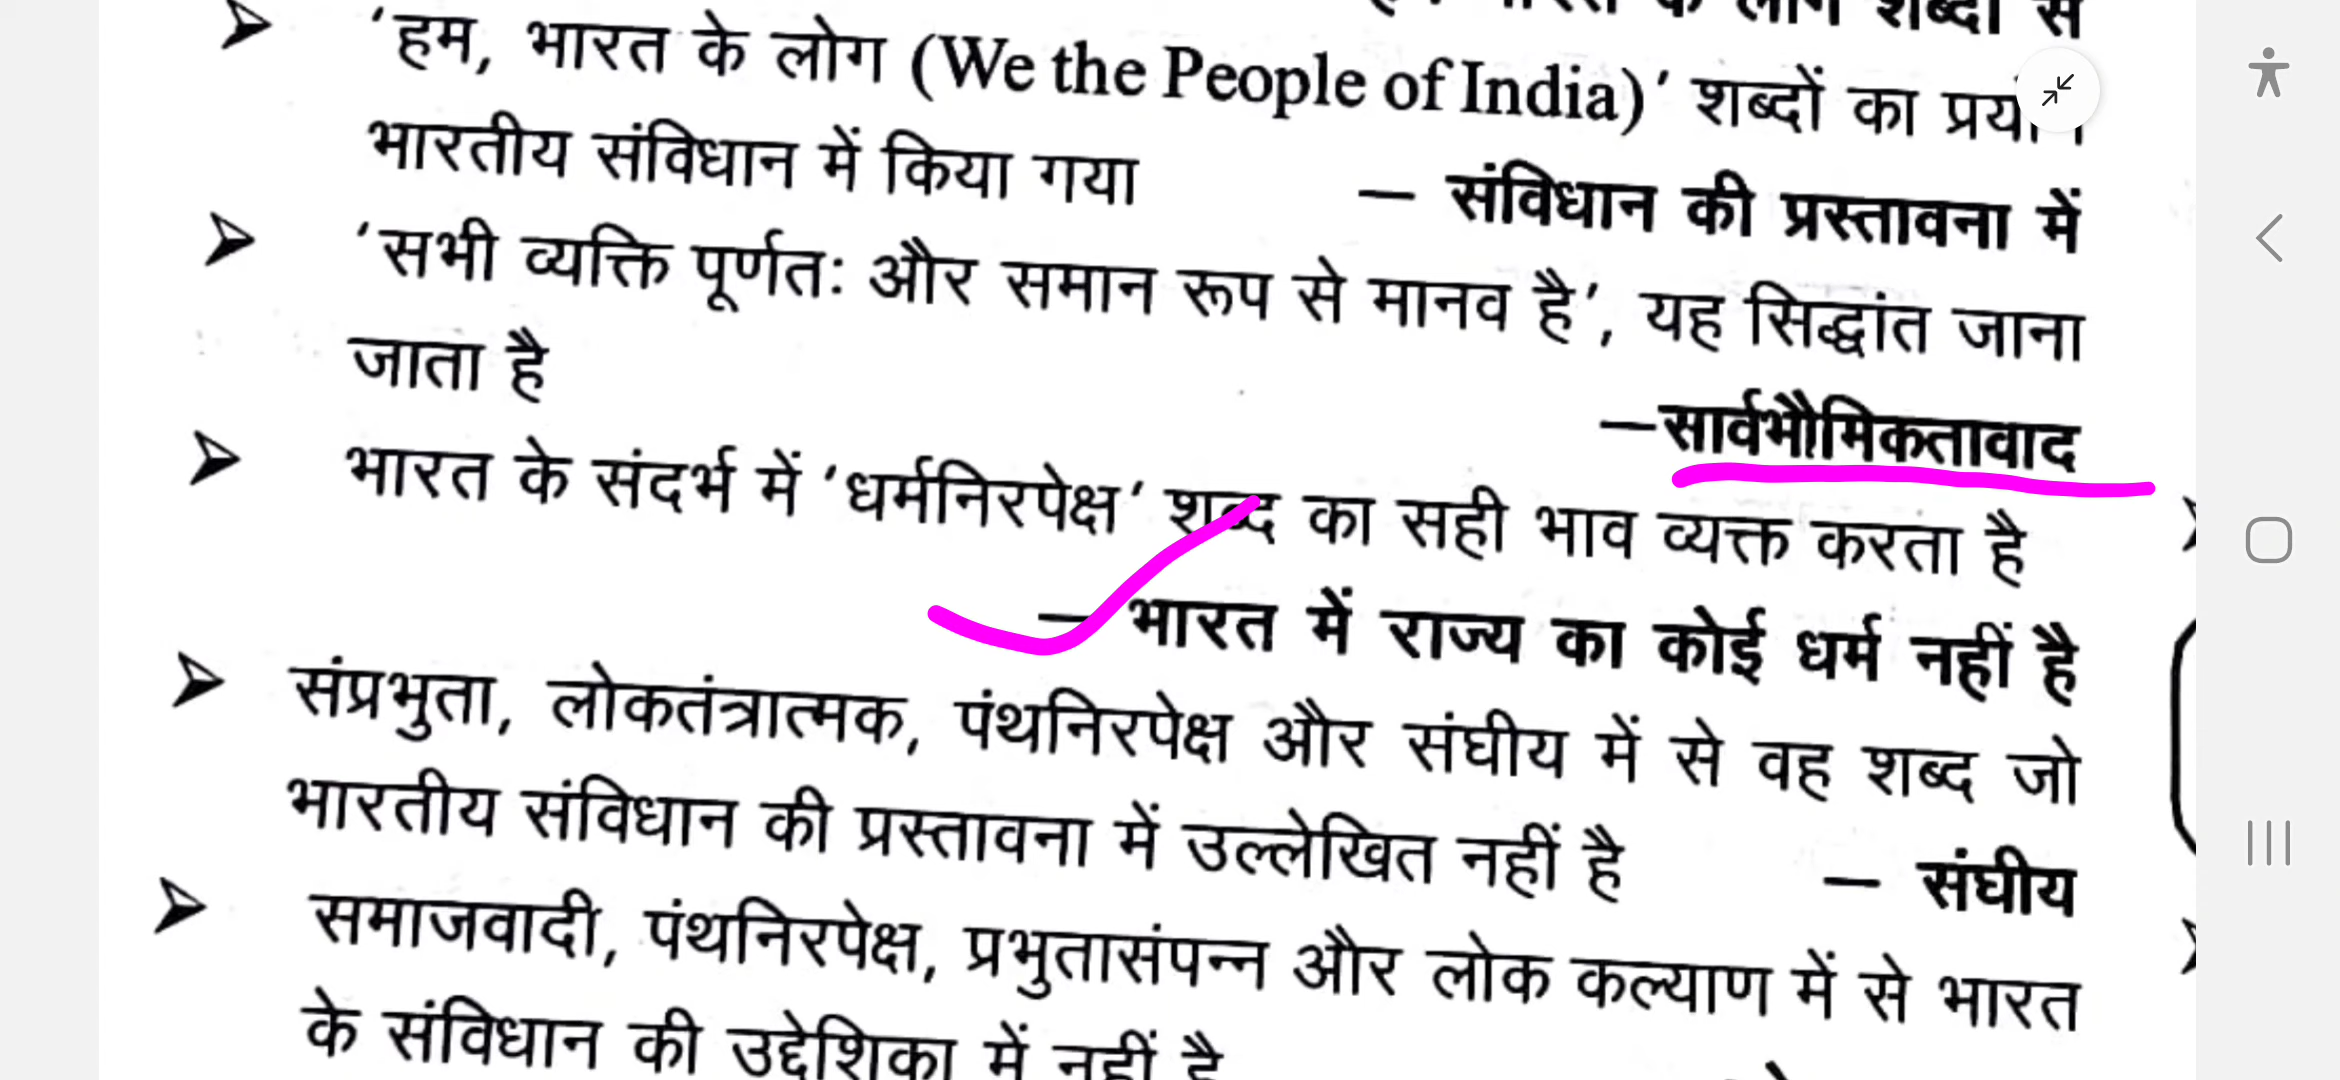 लोग शब्दों से
‘हम, भारत के लोग (We the People of India)’ शब्दों का
भारतीय संविधान में किया गया — संविधान की प्रस्तावना में
‘सभी व्यक्ति पूर्णतः और समान रूप से मानव है’, यह सिद्धांत जाना
जाता है
—सार्वभौमिकतावाद
भारत के संदर्भ में ‘धर्मनिरपेक्ष’ शब्द का सही भाव व्यक्त करता है
— भारत में राज्य का कोई धर्म नहीं है
संप्रभुता, लोकतंत्रात्मक, पंथनिरपेक्ष और संघीय में से वह शब्द जो
भारतीय संविधान की प्रस्तावना में उल्लेखित नहीं है — संघीय
समाजवादी, पंथनिरपेक्ष, प्रभुतासंपन्न और लोक कल्याण में से भारत
के संविधान की उद्देशिका में नहीं है